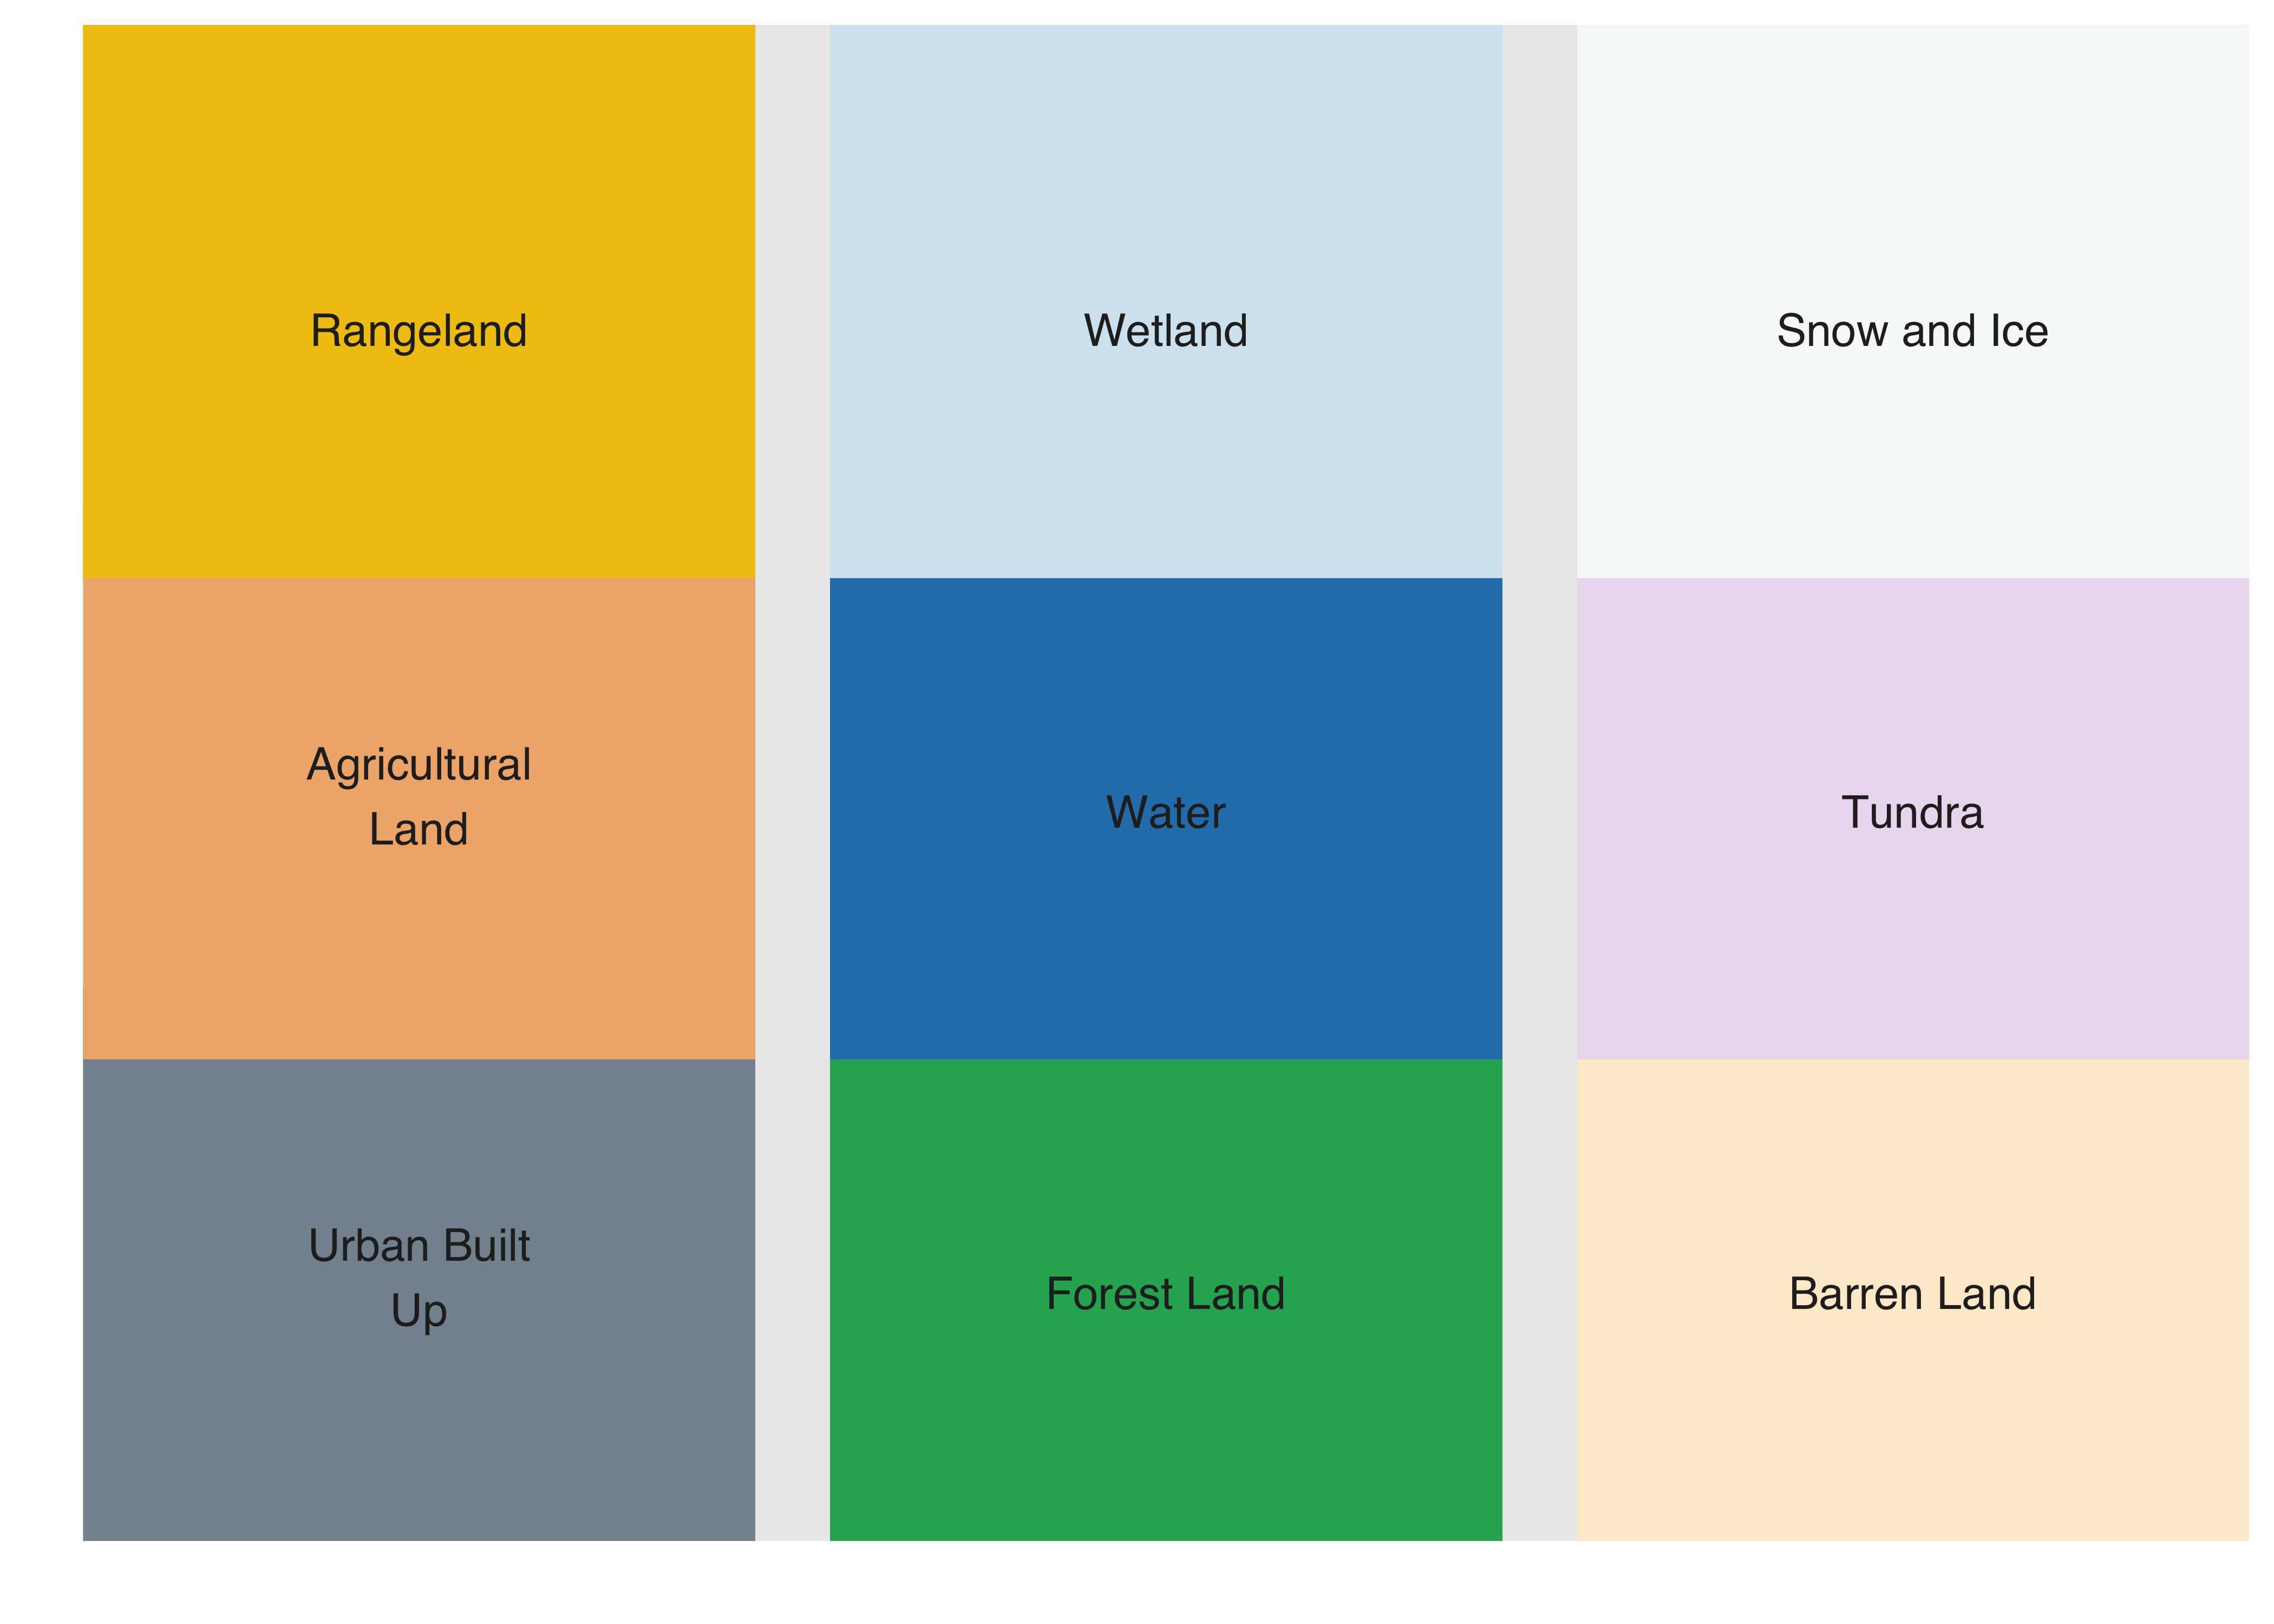 Rangeland
Wetland
Snow and Ice
Agricultural
Land
Water
Tundra
Urban Built
Up
Forest Land
Barren Land